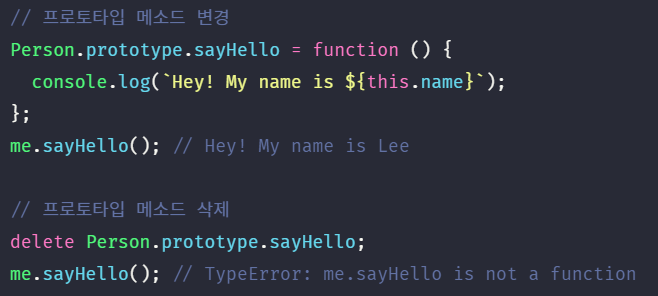 // 프로토타입 메소드 변경
Person.prototype.sayHello = function () {
  console.log(`Hey! My name is ${this.name}`);
};
me.sayHello(); // Hey! My name is Lee

// 프로토타입 메소드 삭제
delete Person.prototype.sayHello;
me.sayHello(); // TypeError: me.sayHello is not a function